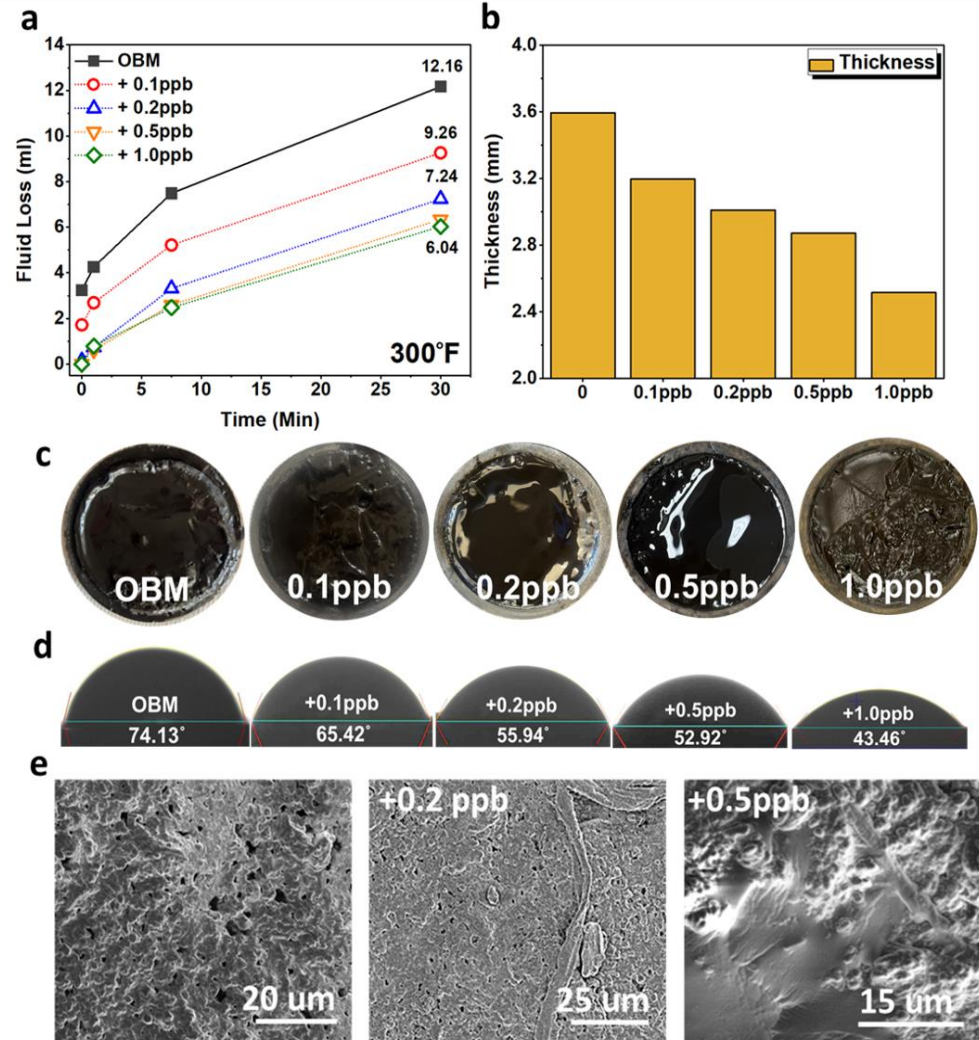 a
Fluid Loss (ml)
14
12
10
8
6
4
2
0
OBM
+ 0.1ppb
+ 0.2ppb
+ 0.5ppb
+ 1.0ppb
12.16
9.26
7.24
6.04
300°F
0
5
10
15
20
25
30
Time (Min)
b
Thickness (mm)
4.0
3.6
3.2
2.8
2.4
2.0
Thickness
0
0.1ppb
0.2ppb
0.5ppb
1.0ppb
c
OBM
0.1ppb
0.2ppb
0.5ppb
1.0ppb
d
OBM
74.13°
+0.1ppb
65.42°
+0.2ppb
55.94°
+0.5ppb
52.92°
+1.0ppb
43.46°
e
20 um
+0.2 ppb
25 um
+0.5ppb
15 um